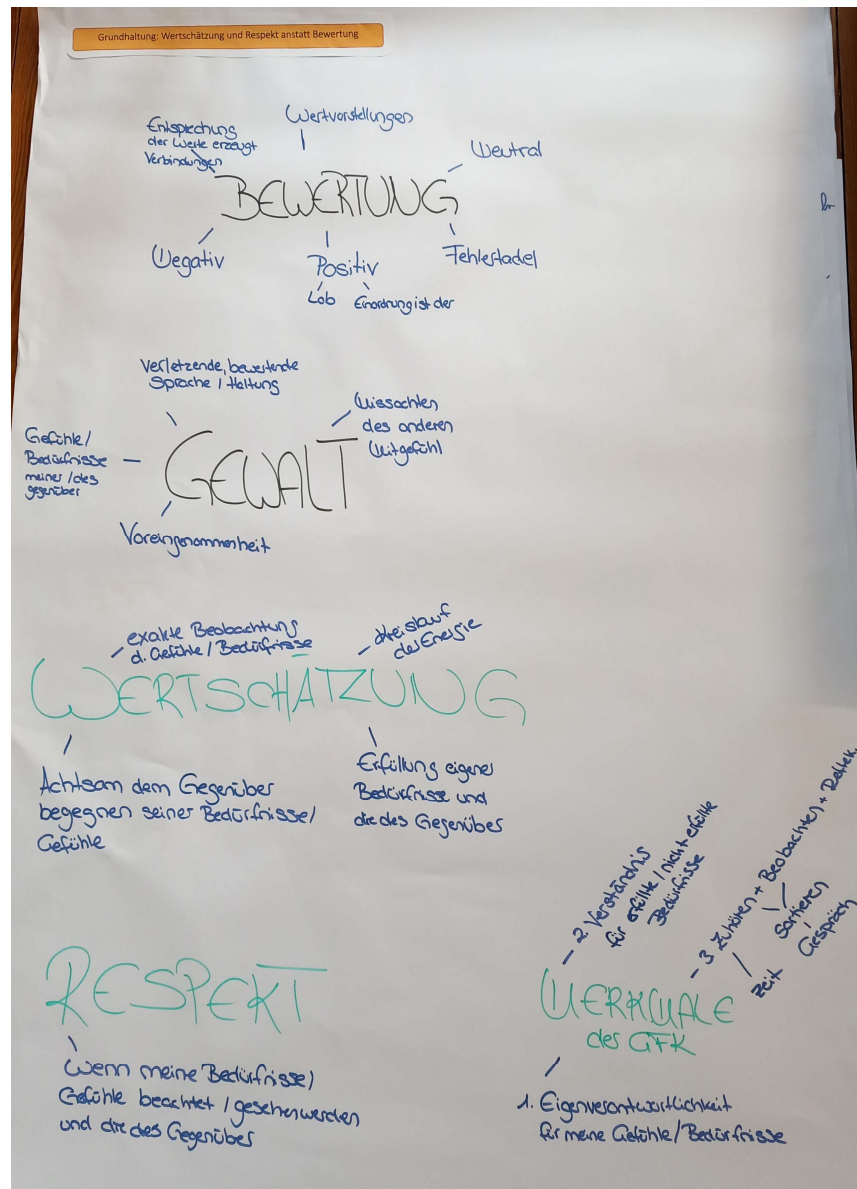 Grundhaltung: Wertschätzung und Respekt anstatt Bewertung
Entsprechung
der Werte erzeugt
Verbindungen
Wertvorstellungen
Neutral
BEWERTUNG
Negativ
Positiv
Fehlertadel
Lob
Einordnung ist der
Verletzende, bewertende
Sprache / Haltung
Missachten
des anderen
Mitgefühl
Gefühle/
Bedürfnisse
meiner / des
gegenüber
GEWALT
Voreingenommenheit
exakte Beobachtung
d. Gefühle / Bedürfnisse
Kreislauf
der Energie
WERTSCHÄTZUNG
Achtsam dem Gegenüber
begegnen seiner Bedürfnisse/
Gefühle
Erfüllung eigener
Bedürfnisse und
die des Gegenüber
RESPEKT
Wenn meine Bedürfnisse/
Gefühle beachtet / gesehen werden
und die des Gegenüber
2. Verständnis
für erfüllte / nicht erfüllte
Bedürfnisse
3 Zuhören + Beobachten +
Sortieren
Zeit
Gespräch
MERKMALE
der GFK
1. Eigenverantwortlichkeit
für meine Gefühle / Bedürfnisse